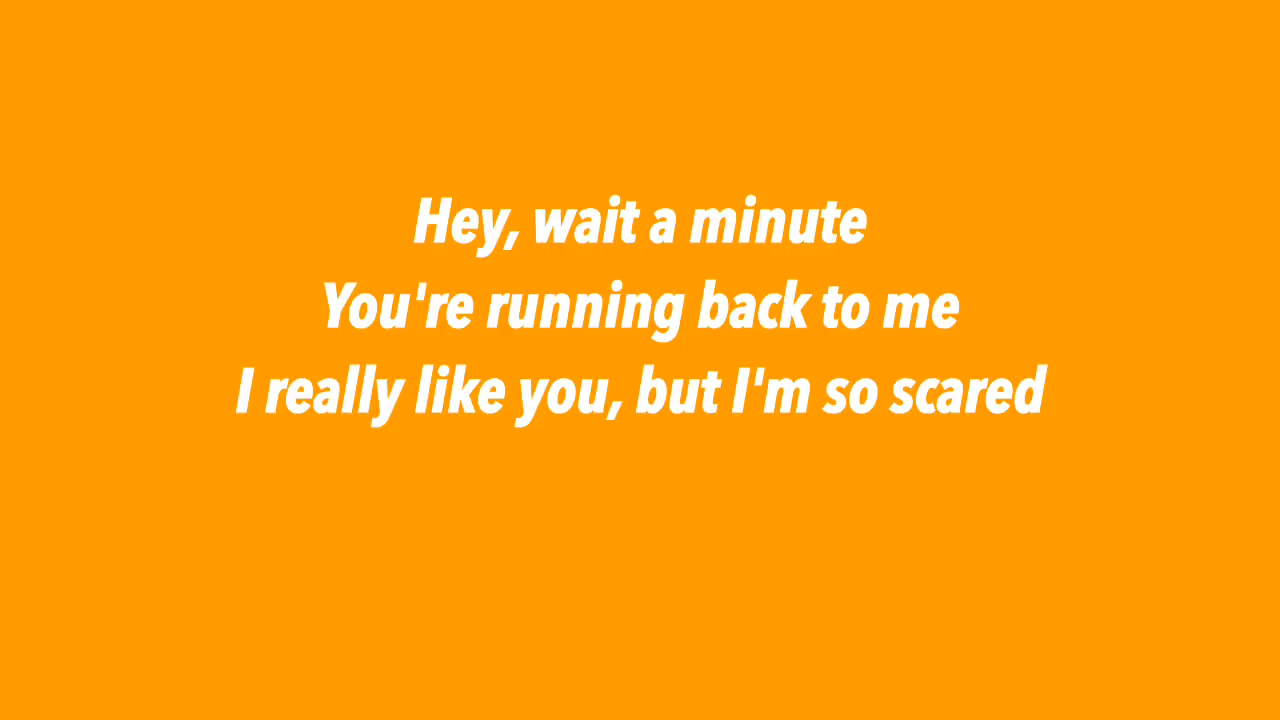 Hey, wait a minute
You're running back to me
I really like you, but I'm so scared